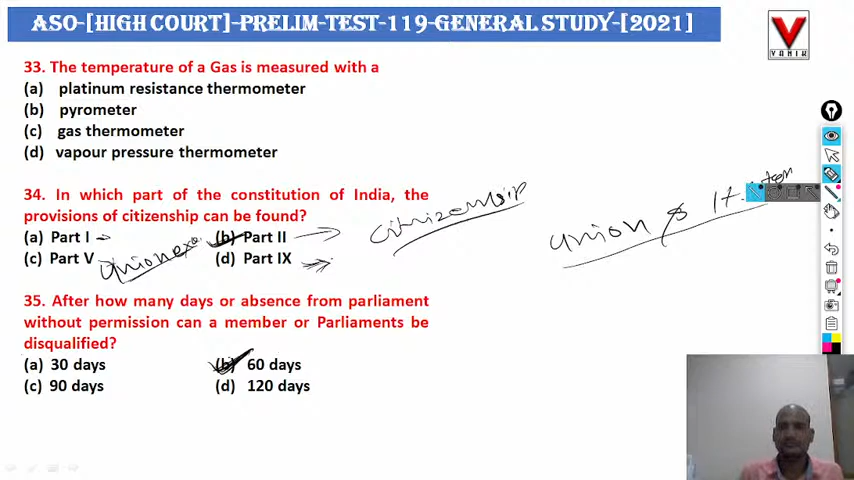 ASO-[HIGH COURT]-PRELIM-TEST-119-GENERAL STUDY-[2021]
V
VANIK
33. The temperature of a Gas is measured with a
(a) platinum resistance thermometer
(b) pyrometer
(c) gas thermometer
(d) vapour pressure thermometer
34. In which part of the constitution of India, the
provisions of citizenship can be found?
(a) Part I (b) Part II
(c) Part V (d) Part IX
citizenship
union &
union
35. After how many days or absence from parliament
without permission can a member or Parliaments be
disqualified?
(a) 30 days (b) 60 days
(c) 90 days (d) 120 days